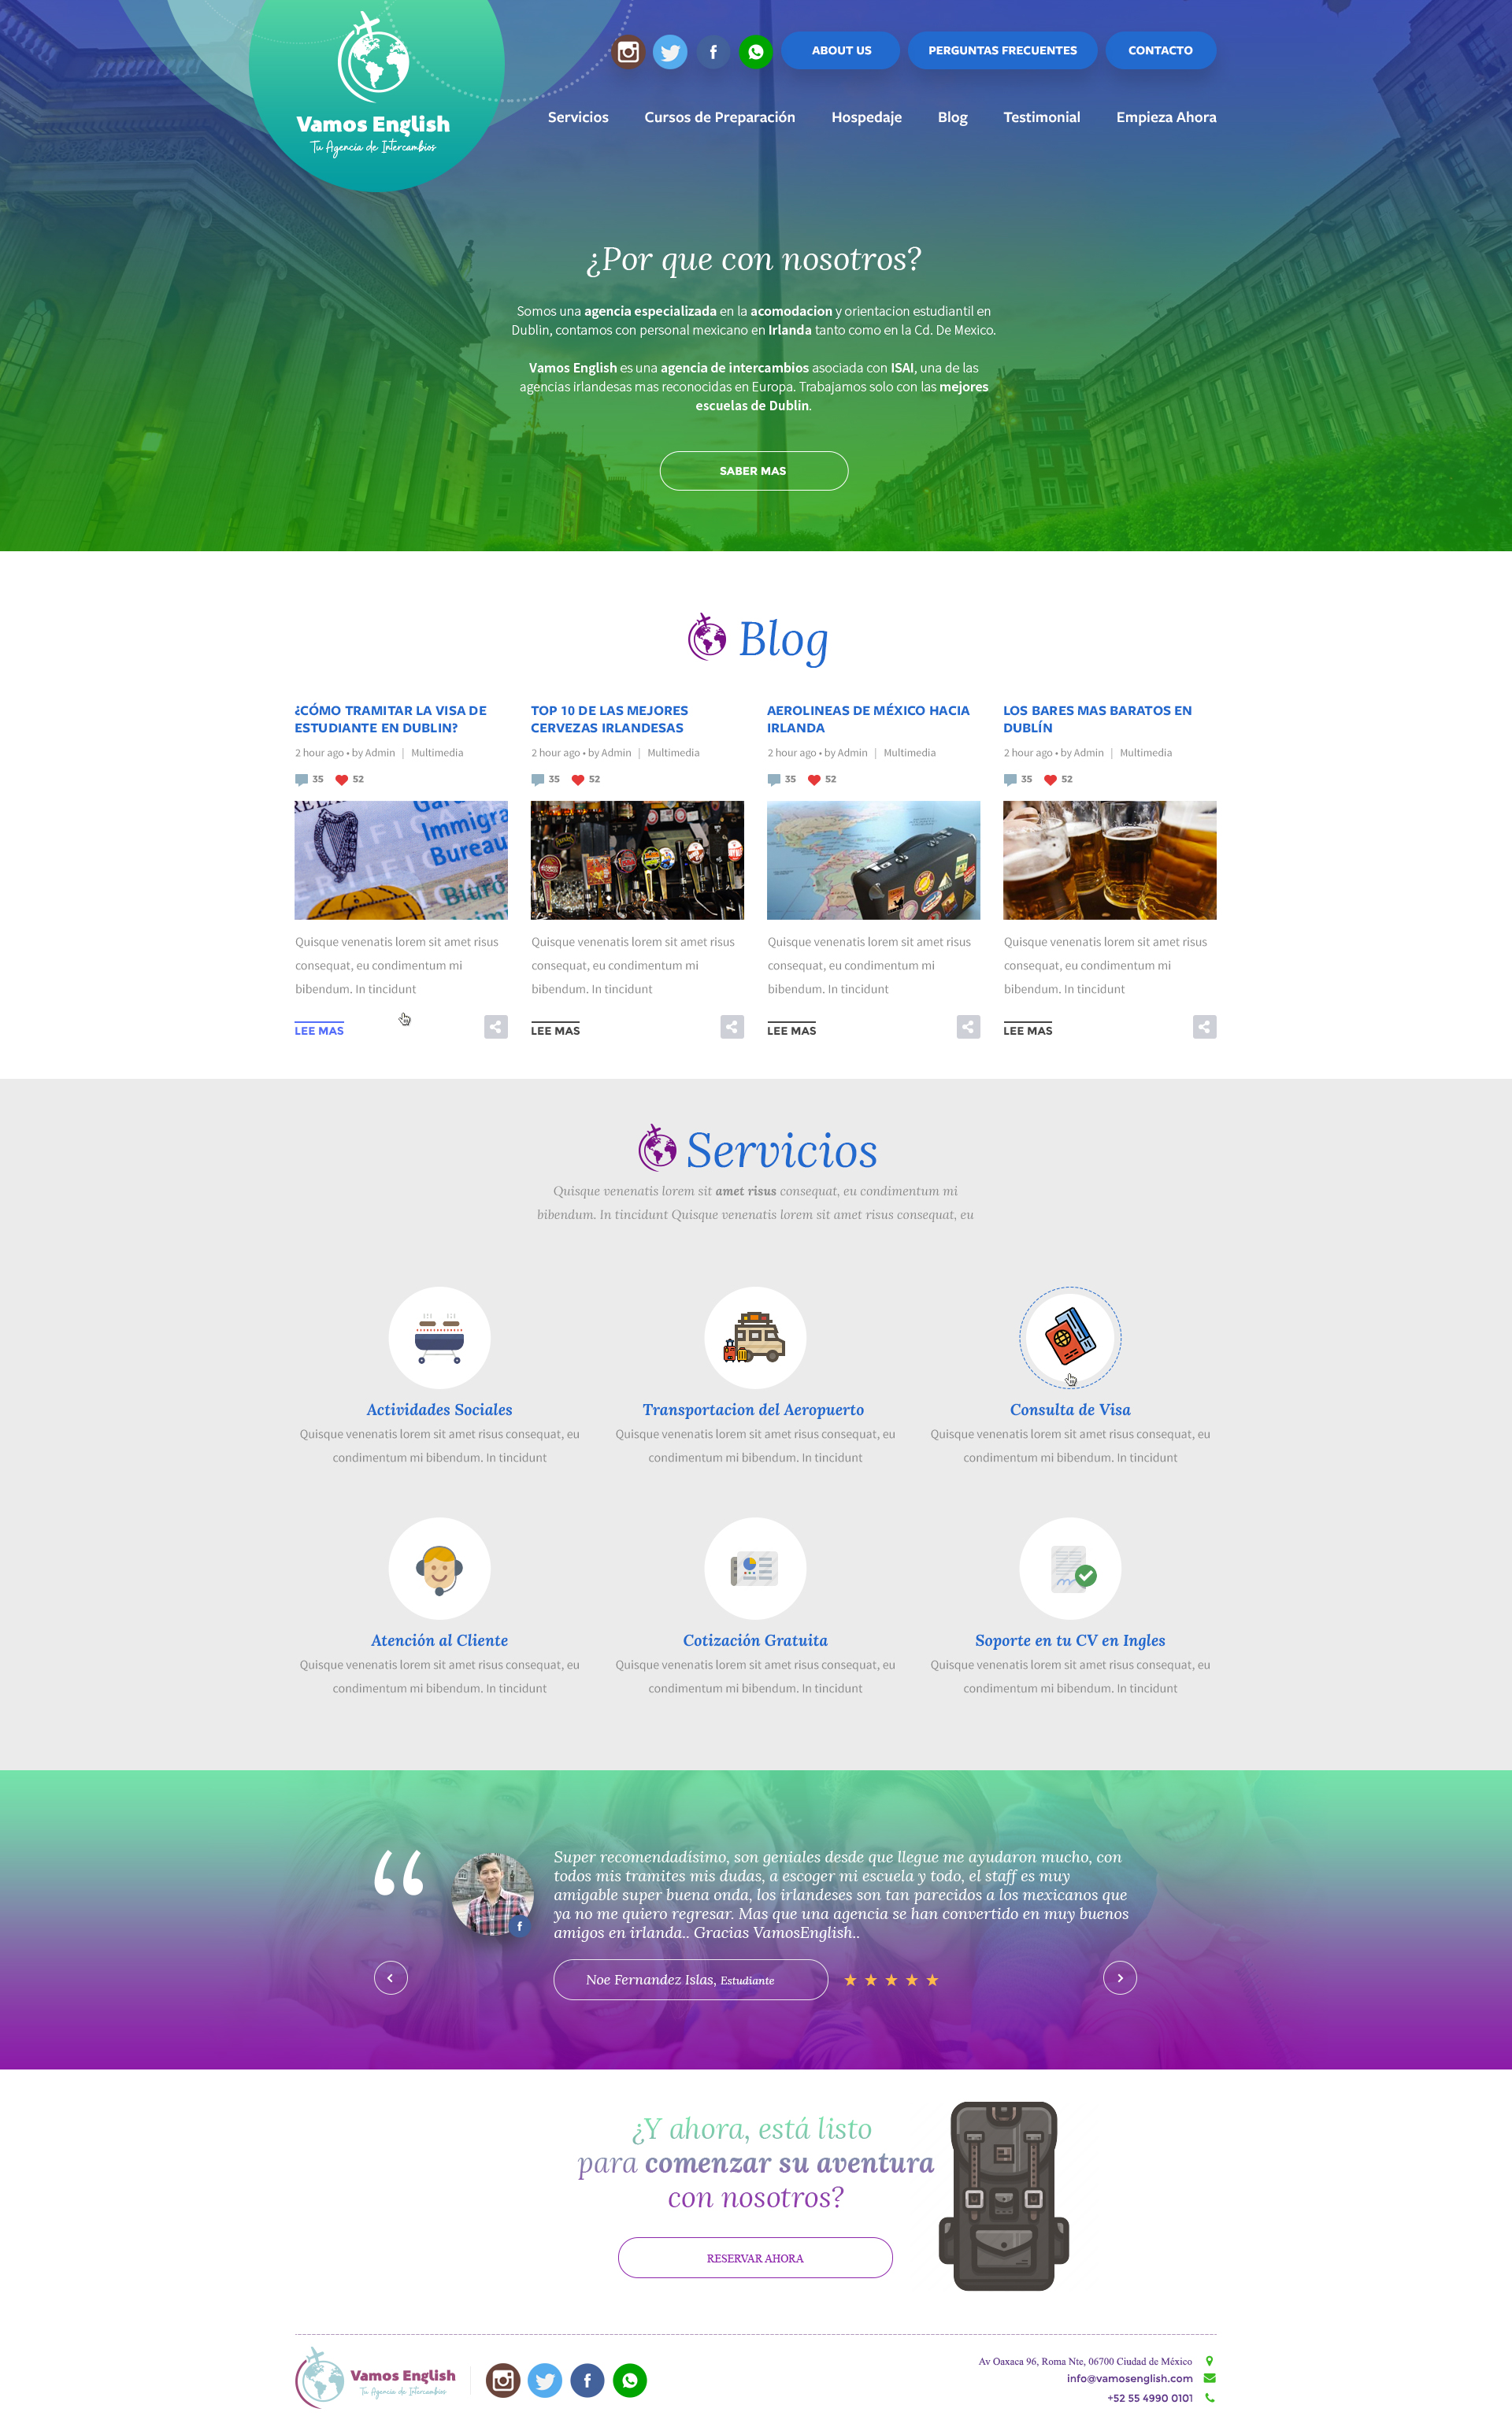 Vamos English
Tu Agencia de Intercambios
ABOUT US
PERGUNTAS FRECUENTES
CONTACTO
Servicios
Cursos de Preparación
Hospedaje
Blog
Testimonial
Empieza Ahora
¿Por que con nosotros?
Somos una agencia especializada en la acomodacion y orientacion estudiantil en
Dublin, contamos con personal mexicano en Irlanda tanto como en la Cd. De Mexico.
Vamos English es una agencia de intercambios asociada con ISAI, una de las
agencias irlandesas mas reconocidas en Europa. Trabajamos solo con las mejores
escuelas de Dublin.
SABER MAS
Blog
¿CÓMO TRAMITAR LA VISA DE
ESTUDIANTE EN DUBLIN?
2 hour ago • by Admin | Multimedia
35 52
Immigra
Bureau
Biuro
Quisque venenatis lorem sit amet risus
consequat, eu condimentum mi
bibendum. In tincidunt
LEE MAS
TOP 10 DE LAS MEJORES
CERVEZAS IRLANDESAS
2 hour ago • by Admin | Multimedia
35 52
Quisque venenatis lorem sit amet risus
consequat, eu condimentum mi
bibendum. In tincidunt
LEE MAS
AEROLINEAS DE MÉXICO HACIA
IRLANDA
2 hour ago • by Admin | Multimedia
35 52
Quisque venenatis lorem sit amet risus
consequat, eu condimentum mi
bibendum. In tincidunt
LEE MAS
LOS BARES MAS BARATOS EN
DUBLÍN
2 hour ago • by Admin | Multimedia
35 52
Quisque venenatis lorem sit amet risus
consequat, eu condimentum mi
bibendum. In tincidunt
LEE MAS
Servicios
Quisque venenatis lorem sit amet risus consequat, eu condimentum mi
bibendum. In tincidunt Quisque venenatis lorem sit amet risus consequat, eu
Actividades Sociales
Quisque venenatis lorem sit amet risus consequat, eu
condimentum mi bibendum. In tincidunt
Transportacion del Aeropuerto
Quisque venenatis lorem sit amet risus consequat, eu
condimentum mi bibendum. In tincidunt
Consulta de Visa
Quisque venenatis lorem sit amet risus consequat, eu
condimentum mi bibendum. In tincidunt
Atención al Cliente
Quisque venenatis lorem sit amet risus consequat, eu
condimentum mi bibendum. In tincidunt
Cotización Gratuita
Quisque venenatis lorem sit amet risus consequat, eu
condimentum mi bibendum. In tincidunt
Soporte en tu CV en Ingles
Quisque venenatis lorem sit amet risus consequat, eu
condimentum mi bibendum. In tincidunt
Super recomendadísimo, son geniales desde que llegue me ayudaron mucho, con
todos mis tramites mis dudas, a escoger mi escuela y todo, el staff es muy
amigable super buena onda, los irlandeses son tan parecidos a los mexicanos que
ya no me quiero regresar. Mas que una agencia se han convertido en muy buenos
amigos en irlanda.. Gracias VamosEnglish..
Noe Fernandez Islas, Estudiante
¿Y ahora, está listo
para comenzar su aventura
con nosotros?
RESERVAR AHORA
Vamos English
Tu Agencia de Intercambios
Av Oaxaca 96, Roma Nte, 06700 Ciudad de México
info@vamosenglish.com
+52 55 4990 0101